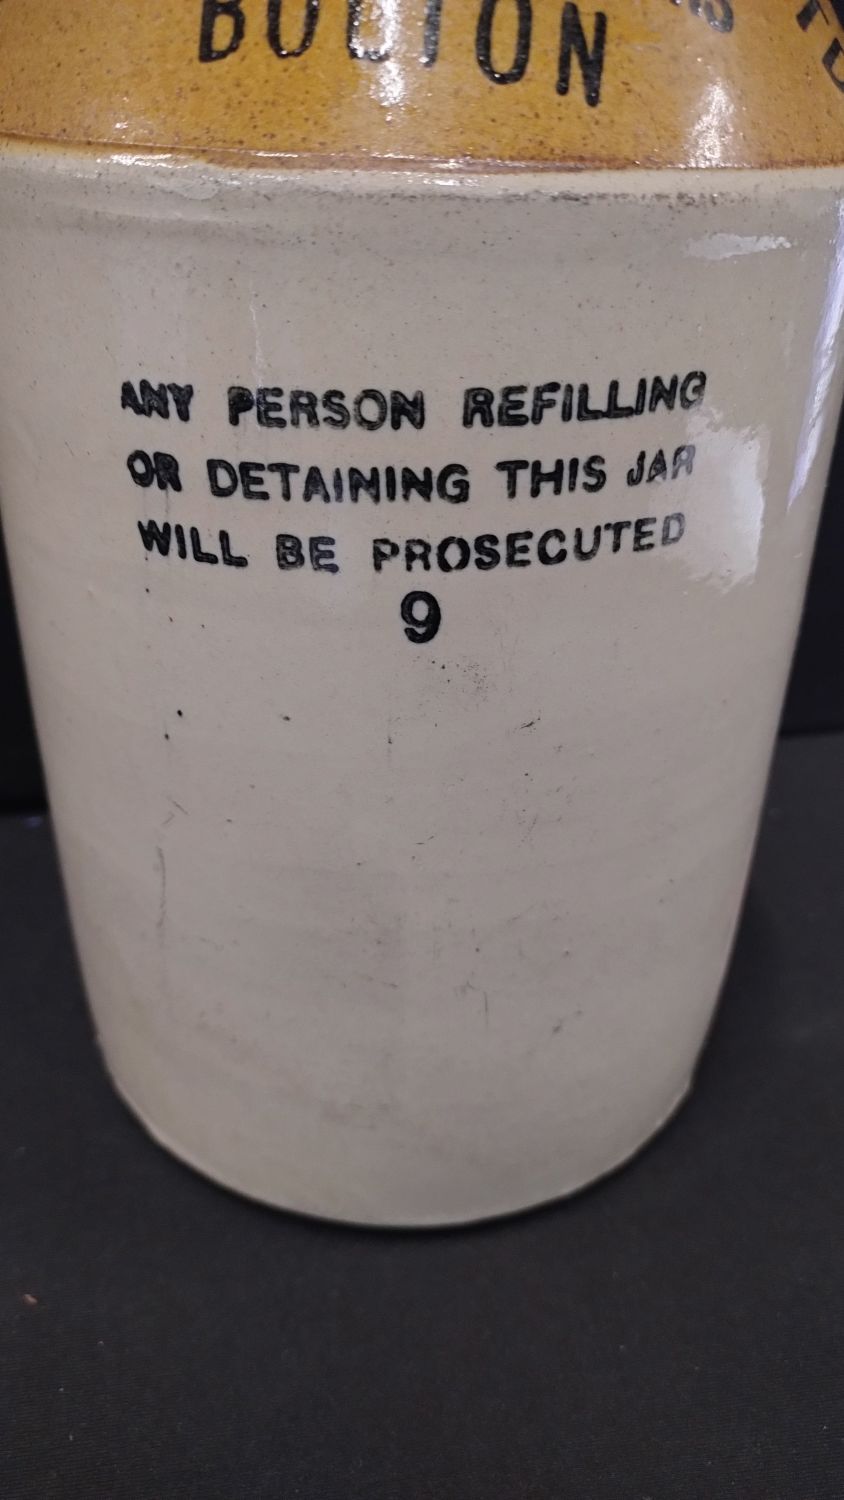 BOLTON
ANY PERSON REFILLING
OR DETAINING THIS JAR
WILL BE PROSECUTED
9